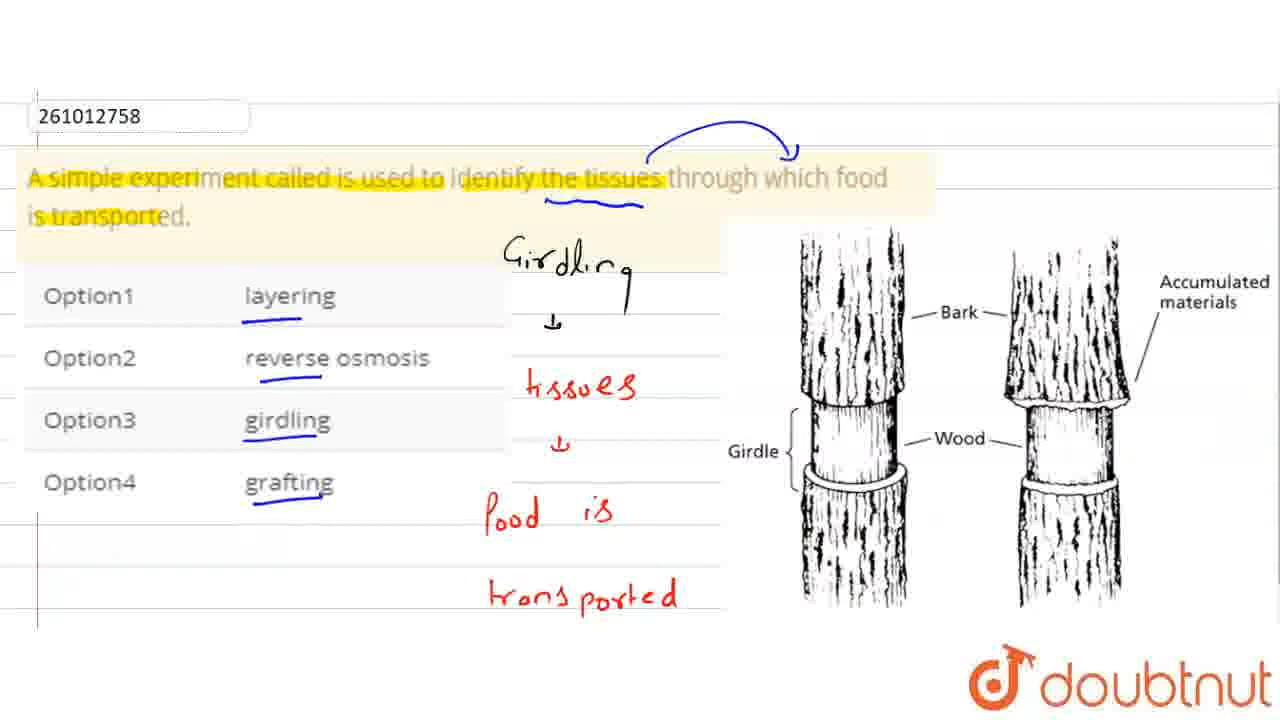 261012758
A simple experiment called is used to identify the tissues through which food
is transported.
Option1 layering
Option2 reverse osmosis
Option3 girdling
Option4 grafting
Girdling
tissues
food is
transported
Bark
Accumulated
materials
Girdle
Wood
doubtnut